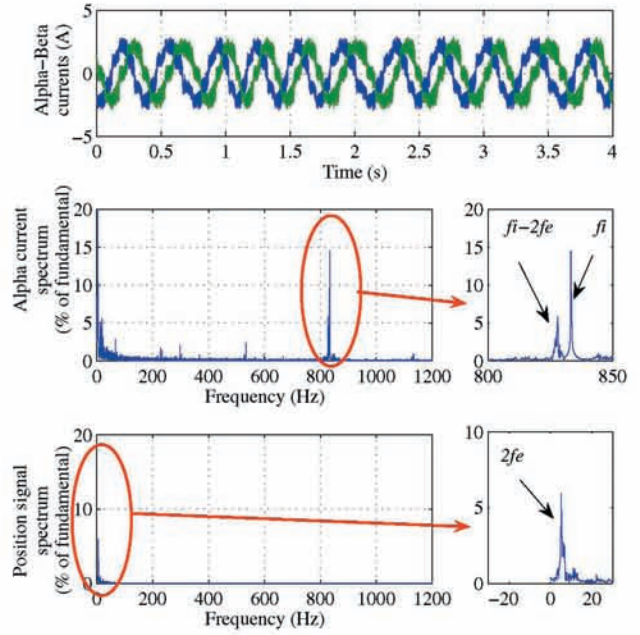 Alpha−Beta
currents (A)
5
0
−5
0 0.5 1 1.5 2 2.5 3 3.5 4
Time (s)
Alpha current
spectrum
(% of fundamental)
20
15
10
5
0
0 200 400 600 800 1000 1200
Frequency (Hz)
20
15
10
5
0
fi−2fe
fi
800 850
Position signal
spectrum
(% of fundamental)
20
10
0
0 200 400 600 800 1000 1200
Frequency (Hz)
10
5
0
2fe
−20 0 20